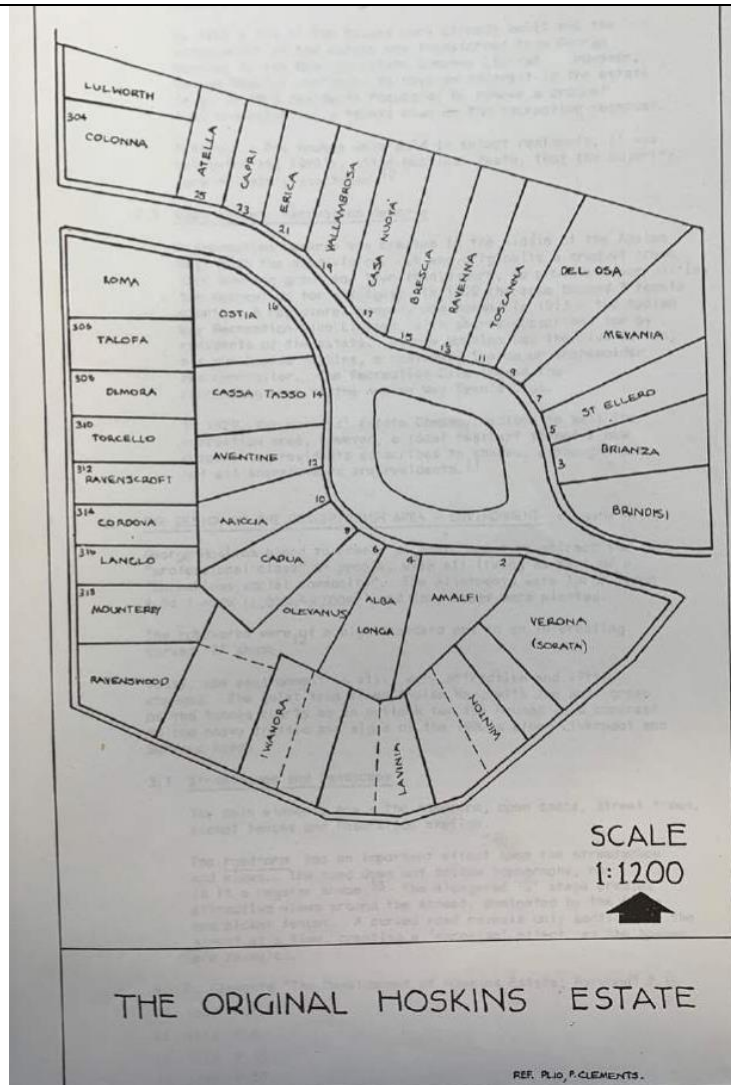 LULWORTH
304
COLONNA
ATELLA
25
CAPRI
23
ERICA
21
VALLAMBROSA
19
CASA NUOVA'
17
BRESCIA
15
RAVENNA
13
TOSCANNA
11
DEL OSA
9
MEVANIA
7
ST ELLERO
5
BRIANZA
3
BRINDISI
ROMA
306
TALOFA
308
DIMORA
310
TORCELLO
312
RAVENSCROFT
314
CORDOVA
316
LANGLO
318
MOUNTEREY
RAVENSWOOD
16
OSTIA
CASSA TASSO 14
AVENTINE
12
10
ARICCIA
8
CAPUA
OLEVANUS
6
ALBA
LONGA
4
AMALFI
2
VERONA
(SORATA)
IWANORA
LAVINIA
WINTON
SCALE
1:1200
THE ORIGINAL HOSKINS ESTATE
REF. PLIO, P. CLEMENTS.